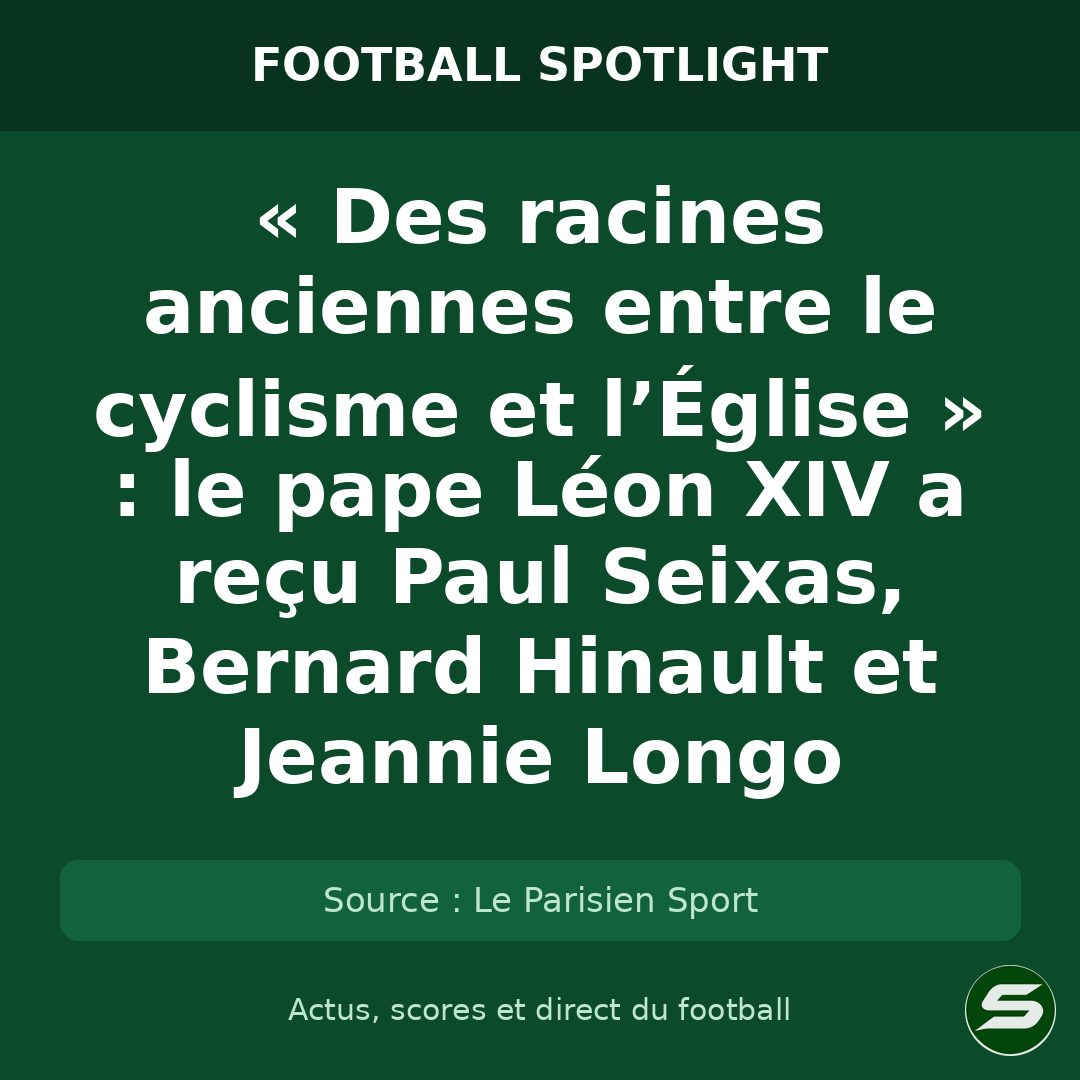 FOOTBALL SPOTLIGHT
« Des racines
anciennes entre le
cyclisme et l’Église »
: le pape Léon XIV a
reçu Paul Seixas,
Bernard Hinault et
Jeannie Longo
Source : Le Parisien Sport
Actus, scores et direct du football
S